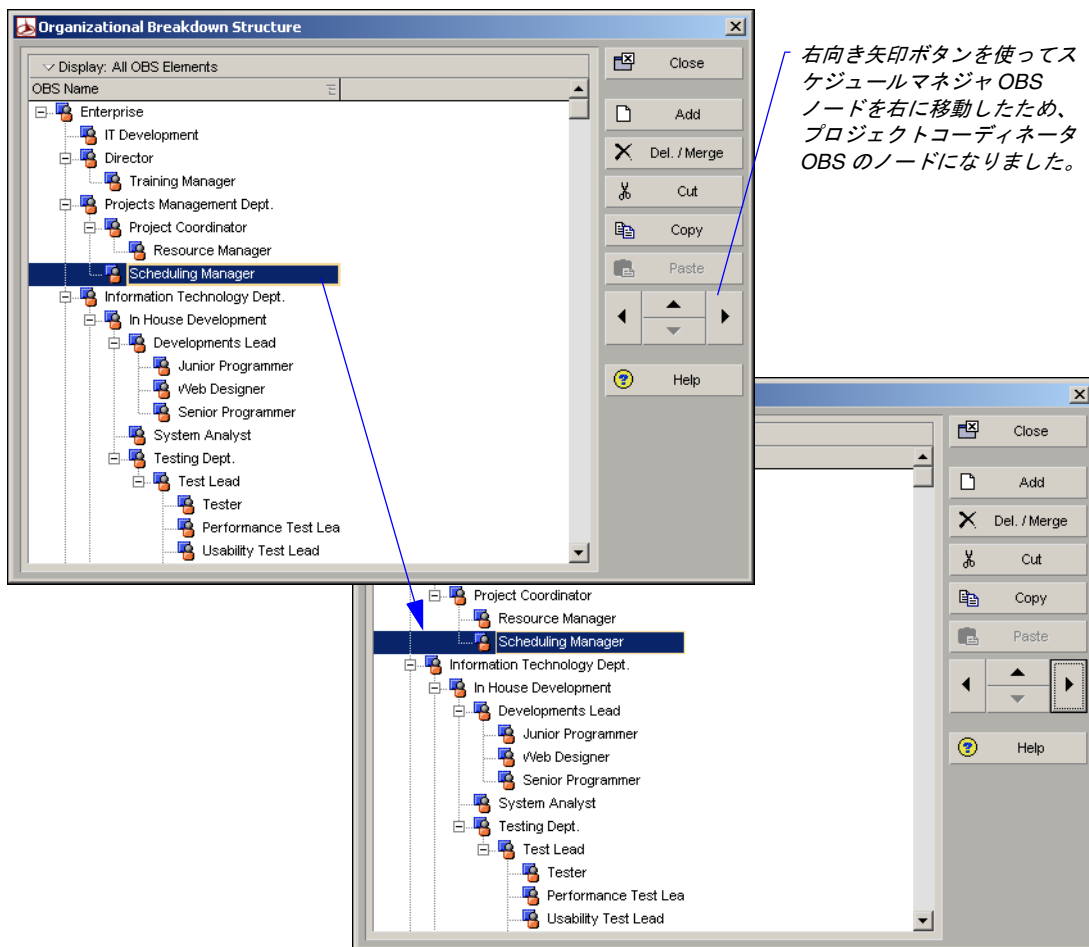 Organizational Breakdown Structure
Display: All OBS Elements
OBS Name
Enterprise
IT Development
Director
Training Manager
Projects Management Dept.
Project Coordinator
Resource Manager
Scheduling Manager
Information Technology Dept.
In House Development
Developments Lead
Junior Programmer
Web Designer
Senior Programmer
System Analyst
Testing Dept.
Test Lead
Tester
Performance Test Lea
Usability Test Lead
Close
Add
Del. / Merge
Cut
Copy
Paste
Help
右向き矢印ボタンを使ってス
ケジュールマネジャ OBS
ノードを右に移動したため、
プロジェクトコーディネータ
OBS のノードになりました。
Project Coordinator
Resource Manager
Scheduling Manager
Information Technology Dept.
In House Development
Developments Lead
Junior Programmer
Web Designer
Senior Programmer
System Analyst
Testing Dept.
Test Lead
Tester
Performance Test Lea
Usability Test Lead
Close
Add
Del. / Merge
Cut
Copy
Paste
Help